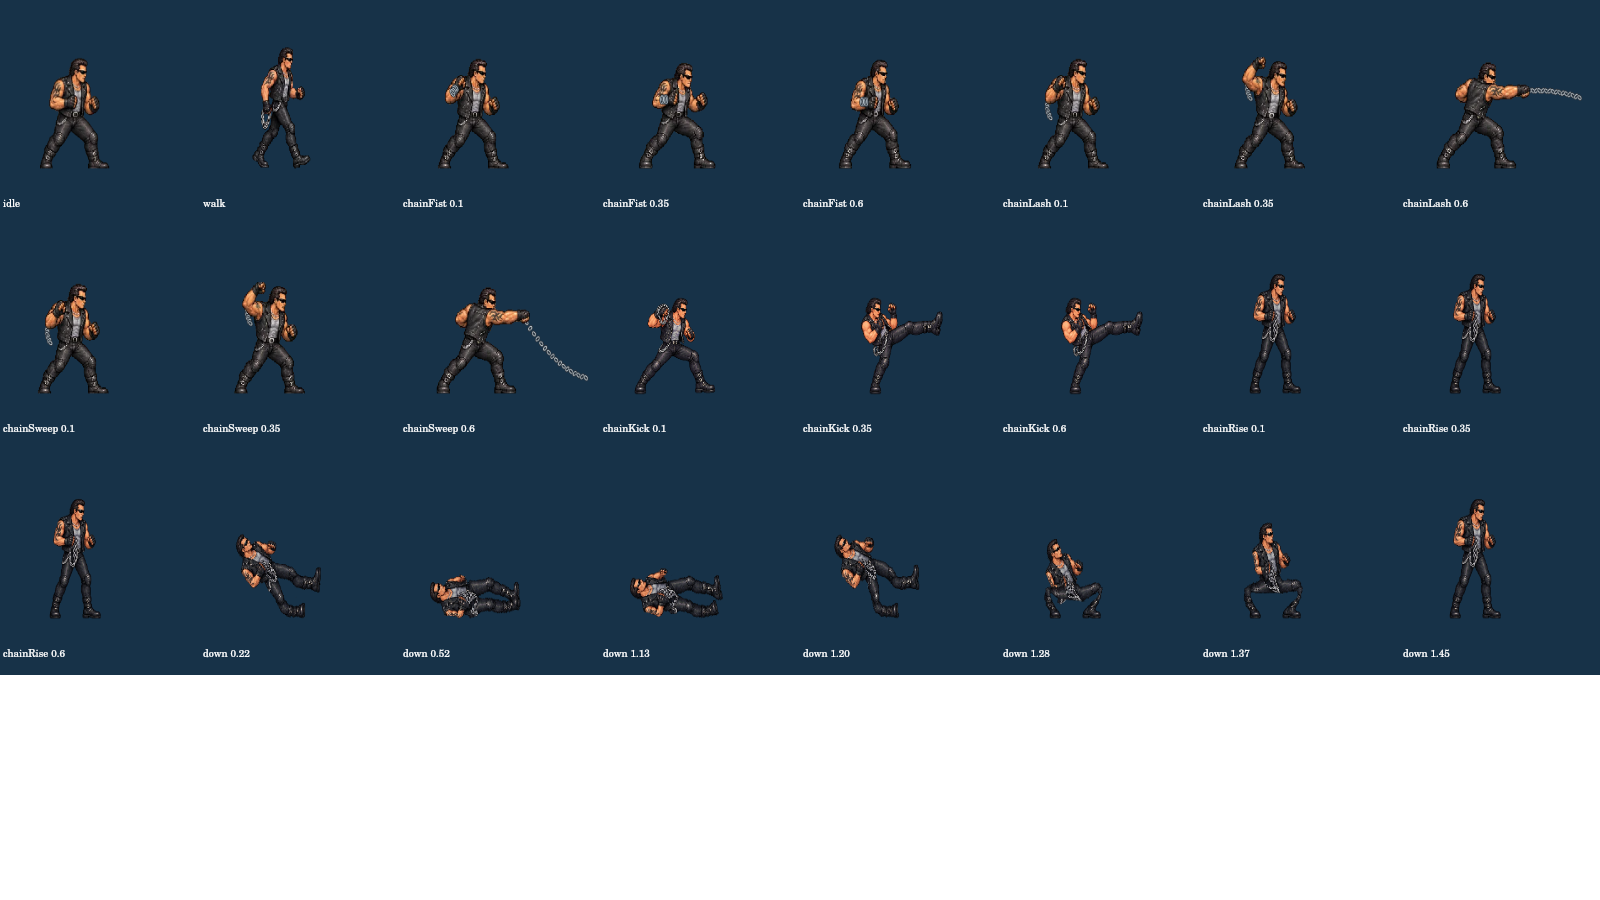 idle
walk
chainFist 0.1
chainFist 0.35
chainFist 0.6
chainLash 0.1
chainLash 0.35
chainLash 0.6
chainSweep 0.1
chainSweep 0.35
chainSweep 0.6
chainKick 0.1
chainKick 0.35
chainKick 0.6
chainRise 0.1
chainRise 0.35
chainRise 0.6
down 0.22
down 0.52
down 1.13
down 1.20
down 1.28
down 1.37
down 1.45